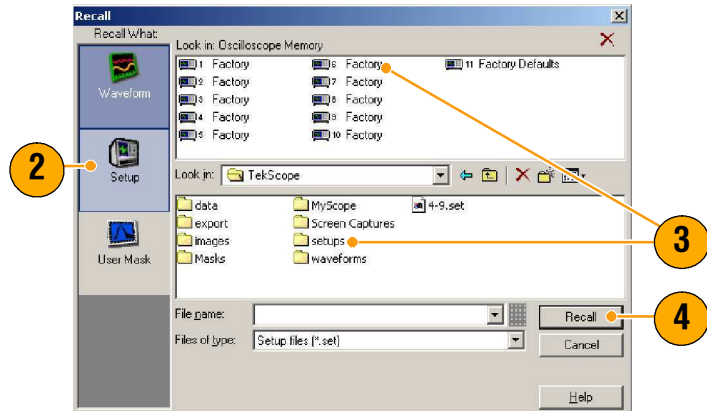 Recall
Recall What:
Waveform
2
Setup
User Mask
Look in: Oscilloscope Memory
1 Factory
2 Factory
3 Factory
4 Factory
5 Factory
6 Factory
7 Factory
8 Factory
9 Factory
10 Factory
11 Factory Defaults
Look in: TekScope
data
export
images
Masks
MyScope
Screen Captures
setups
waveforms
4-9.set
3
File name:
Files of type: Setup files (*.set)
Recall
4
Cancel
Help